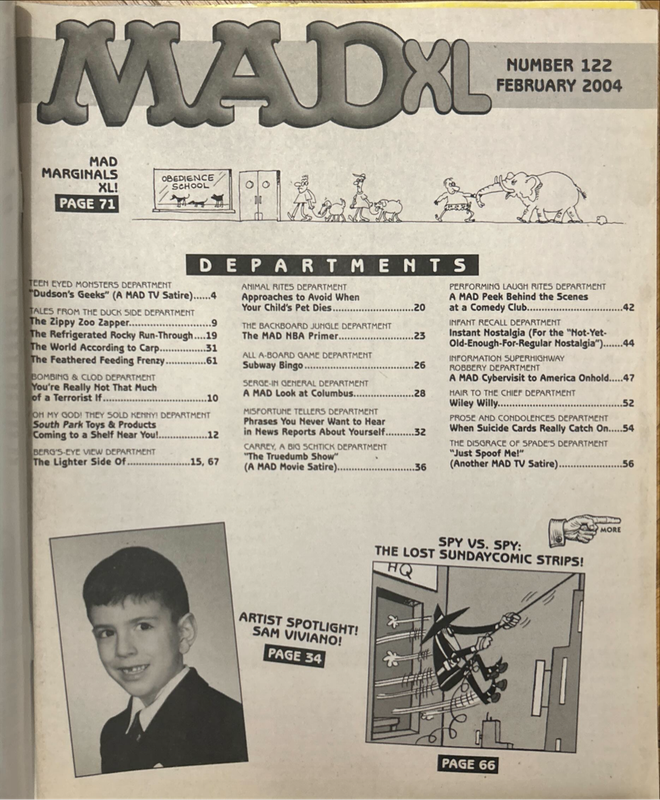 MAD XL
NUMBER 122
FEBRUARY 2004
MAD
MARGINALS
XL!
PAGE 71
OBEDIENCE
SCHOOL
DEPARTMENTS
TEEN EYED MONSTERS DEPARTMENT
"Dudson's Geeks" (A MAD TV Satire).....4
TALES FROM THE DUCK SIDE DEPARTMENT
The Zippy Zoo Zapper....................9
The Refrigerated Rocky Run-Through....19
The World According to Carp...............31
The Feathered Feeding Frenzy..............61
BOMBING & CLOD DEPARTMENT
You're Really Not That Much
of a Terrorist If............................10
OH MY GOD! THEY SOLD KENNY! DEPARTMENT
South Park Toys & Products
Coming to a Shelf Near You!...............12
BERG'S-EYE VIEW DEPARTMENT
The Lighter Side Of...................15, 67
ANIMAL RITES DEPARTMENT
Approaches to Avoid When
Your Child's Pet Dies.....................20
THE BACKBOARD JUNGLE DEPARTMENT
The MAD NBA Primer...................23
ALL A-BOARD GAME DEPARTMENT
Subway Bingo............................26
SERGE-IN GENERAL DEPARTMENT
A MAD Look at Columbus...............28
MISFORTUNE TELLERS DEPARTMENT
Phrases You Never Want to Hear
in News Reports About Yourself........32
CARREY, A BIG SCHTICK DEPARTMENT
"The Truedumb Show"
(A MAD Movie Satire)...................36
PERFORMING LAUGH RITES DEPARTMENT
A MAD Peek Behind the Scenes
at a Comedy Club........................42
INFANT RECALL DEPARTMENT
Instant Nostalgia (For the "Not-Yet-
Old-Enough-For-Regular Nostalgia")......44
INFORMATION SUPERHIGHWAY
ROBBERY DEPARTMENT
A MAD Cybervisit to America Onhold....47
HAIR TO THE CHIEF DEPARTMENT
Wiley Willy...............................52
PROSE AND CONDOLENCES DEPARTMENT
When Suicide Cards Really Catch On....54
THE DISGRACE OF SPADE'S DEPARTMENT
"Just Spoof Me!"
(Another MAD TV Satire)................56
MORE
SPY VS. SPY:
THE LOST SUNDAYCOMIC STRIPS!
HQ
ARTIST SPOTLIGHT!
SAM VIVIANO!
PAGE 34
PAGE 66